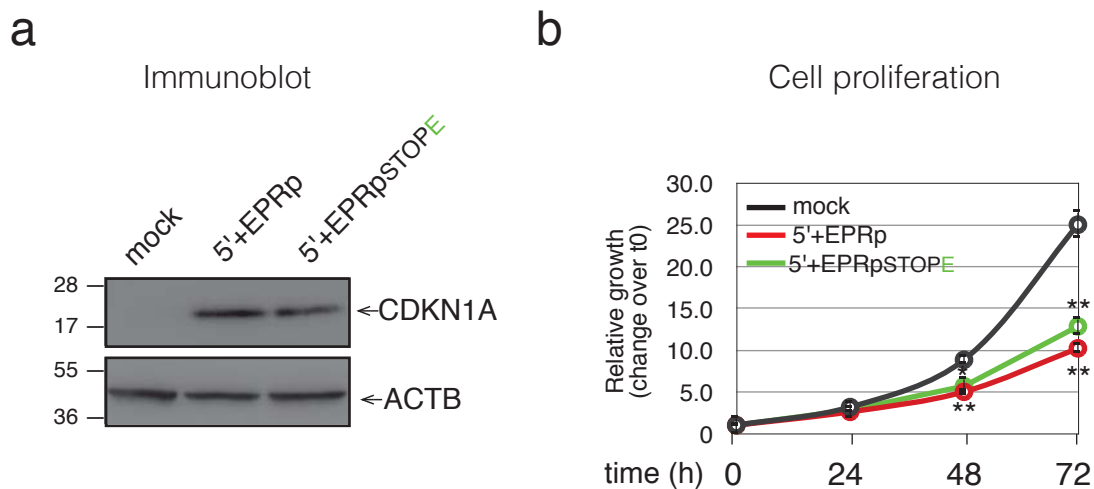 a
Immunoblot
mock
5'+EPRp
5'+EPRpSTOPE
28
17
←CDKN1A
55
36
←ACTB
b
Cell proliferation
Relative growth
(change over t0)
30.0
25.0
20.0
15.0
10.0
5.0
0
mock
5'+EPRp
5'+EPRpSTOPE
**
**
*
**
time (h) 0 24 48 72